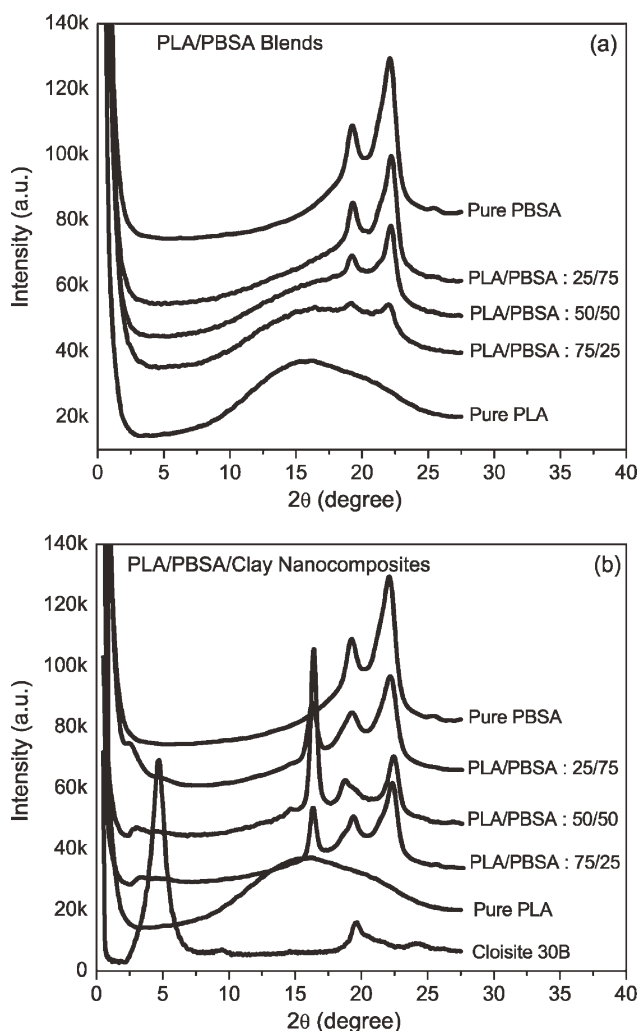 140k
PLA/PBSA Blends
(a)
120k
100k
80k
60k
40k
20k
Intensity (a.u.)
Pure PBSA
PLA/PBSA : 25/75
PLA/PBSA : 50/50
PLA/PBSA : 75/25
Pure PLA
0 5 10 15 20 25 30 35 40
2θ (degree)
140k
PLA/PBSA/Clay Nanocomposites
(b)
120k
100k
80k
60k
40k
20k
0
Intensity (a.u.)
Pure PBSA
PLA/PBSA : 25/75
PLA/PBSA : 50/50
PLA/PBSA : 75/25
Pure PLA
Cloisite 30B
0 5 10 15 20 25 30 35 40
2θ (degree)